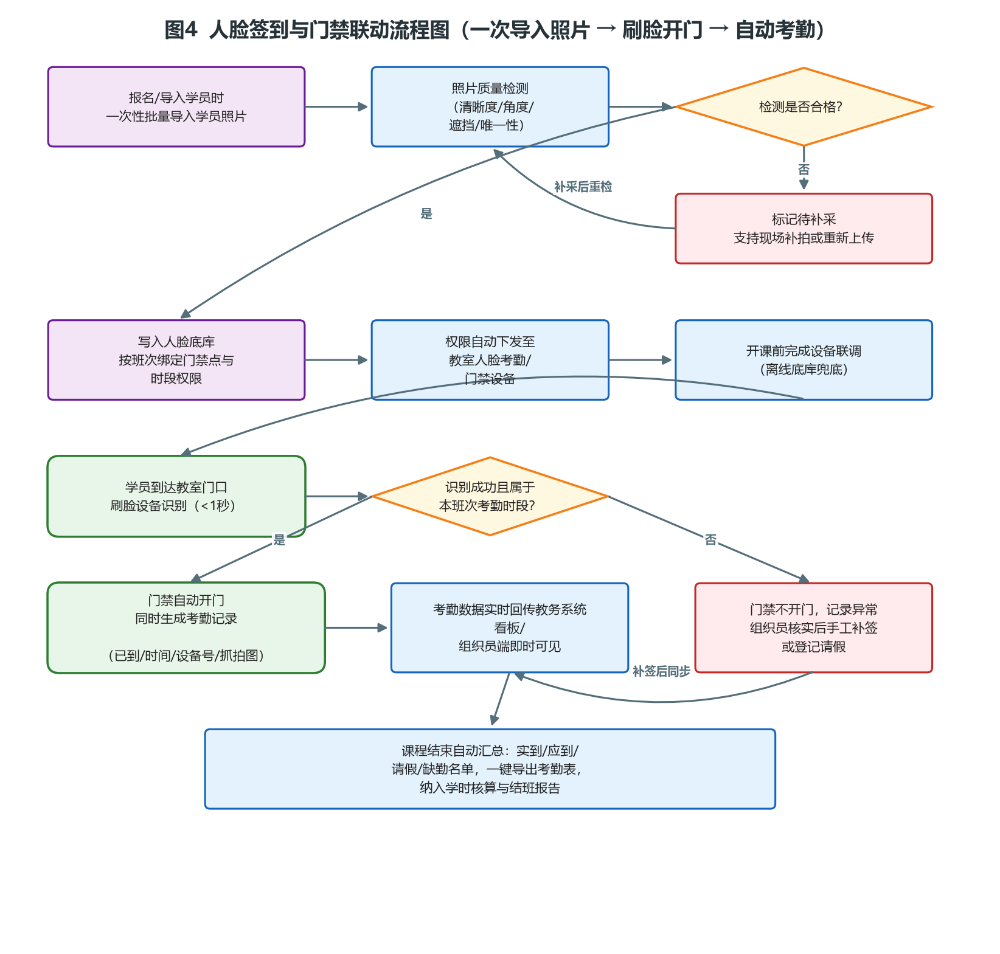 图4 人脸签到与门禁联动流程图（一次导入照片 → 刷脸开门 → 自动考勤）
报名/导入学员时
一次性批量导入学员照片
照片质量检测
（清晰度/角度/
遮挡/唯一性）
检测是否合格？
否
补采后重检
是
标记待补采
支持现场补拍或重新上传
写入人脸底库
按班次绑定门禁点与
时段权限
权限自动下发至
教室人脸考勤/
门禁设备
开课前完成设备联调
（离线底库兜底）
学员到达教室门口
刷脸设备识别（<1秒）
识别成功且属于
本班次考勤时段？
是
否
门禁自动开门
同时生成考勤记录
（已到/时间/设备号/抓拍图）
考勤数据实时回传教务系统
看板/
组织员端即时可见
门禁不开门，记录异常
组织员核实后手工补签
或登记请假
补签后同步
课程结束自动汇总：实到/应到/
请假/缺勤名单，一键导出考勤表，
纳入学时核算与结班报告